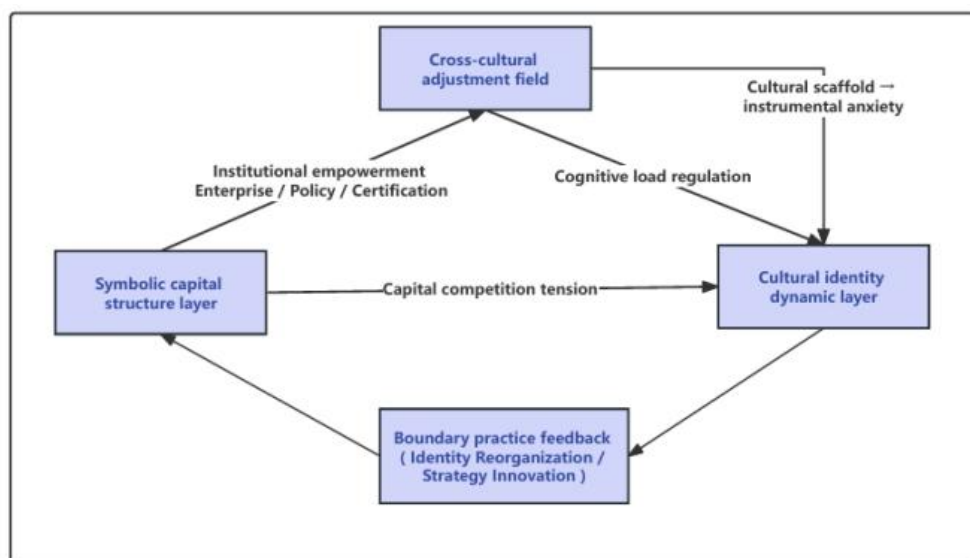 Cross-cultural
adjustment field
Cultural scaffold →
instrumental anxiety
Institutional empowerment
Enterprise / Policy / Certification
Cognitive load regulation
Symbolic capital
structure layer
Capital competition tension
Cultural identity
dynamic layer
Boundary practice feedback
( Identity Reorganization /
Strategy Innovation )